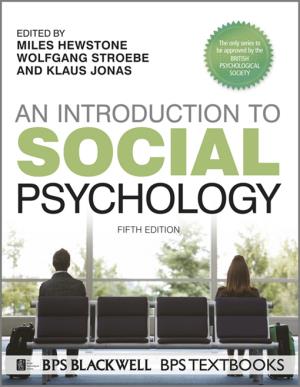 EDITED BY
MILES HEWSTONE
WOLFGANG STROEBE
AND KLAUS JONAS
The only series to
be approved by the
BRITISH
PSYCHOLOGICAL
SOCIETY
AN INTRODUCTION TO
SOCIAL
PSYCHOLOGY
FIFTH EDITION
BPS BLACKWELL BPS TEXTBOOKS